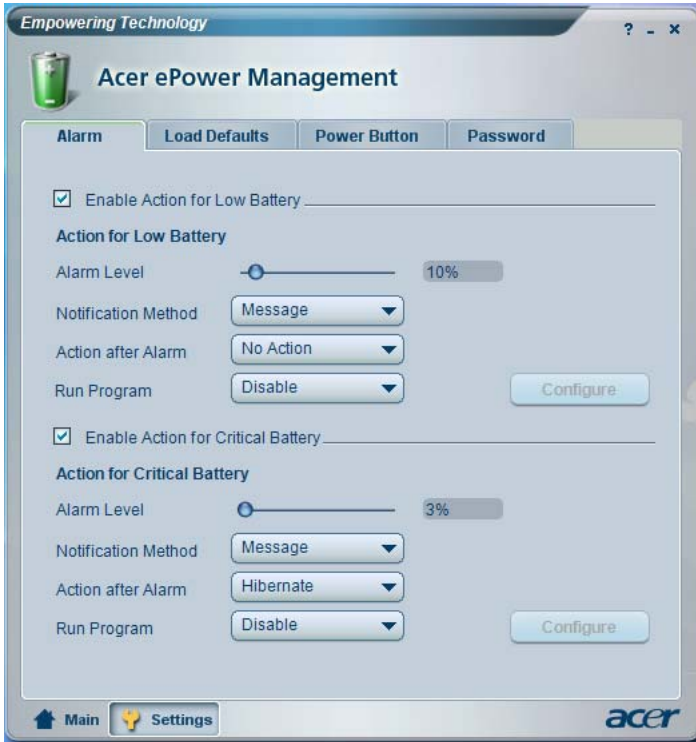 Empowering Technology
? - ×
Acer ePower Management
Alarm Load Defaults Power Button Password
Enable Action for Low Battery
Action for Low Battery
Alarm Level 10%
Notification Method Message
Action after Alarm No Action
Run Program Disable Configure
Enable Action for Critical Battery
Action for Critical Battery
Alarm Level 3%
Notification Method Message
Action after Alarm Hibernate
Run Program Disable Configure
Main Settings acer